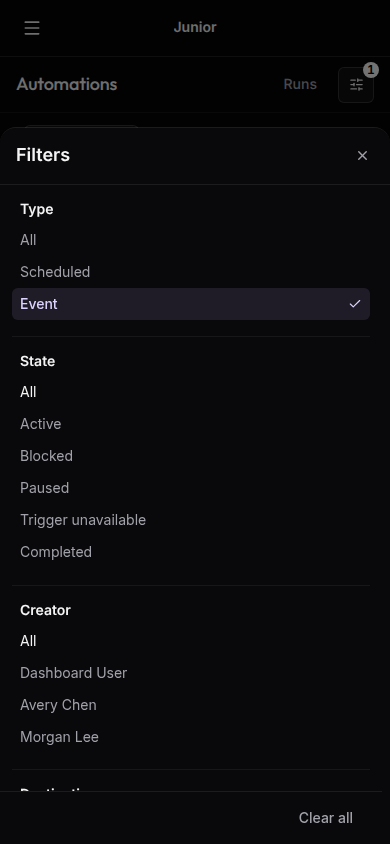 Junior
Automations
Runs
1
Filters
Type
All
Scheduled
Event
State
All
Active
Blocked
Paused
Trigger unavailable
Completed
Creator
All
Dashboard User
Avery Chen
Morgan Lee
Clear all